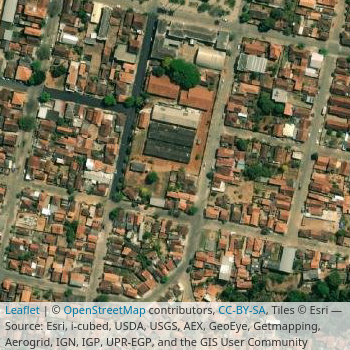 Leaflet | © OpenStreetMap contributors, CC-BY-SA, Tiles © Esri —
Source: Esri, i-cubed, USDA, USGS, AEX, GeoEye, Getmapping,
Aerogrid, IGN, IGP, UPR-EGP, and the GIS User Community